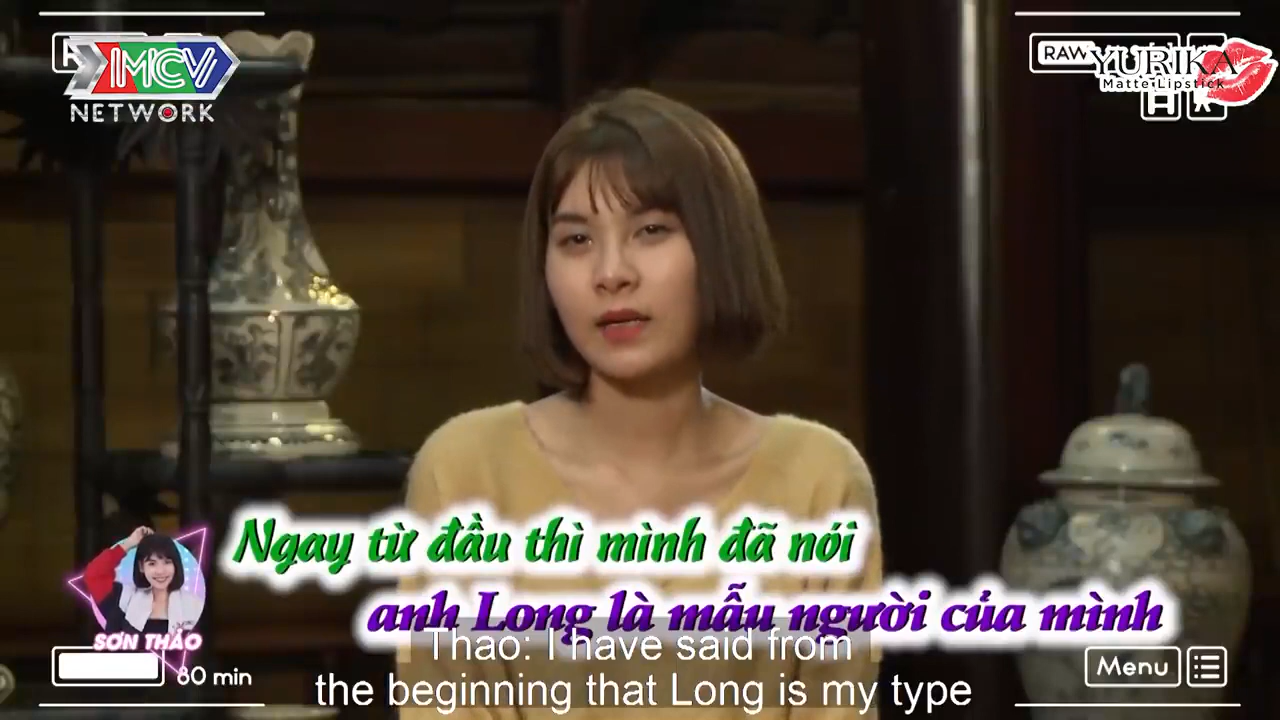 MCV
NETWORK
RAW
YURIKA
Matte Lipstick
Ngay từ đầu thì mình đã nói
anh Long là mẫu người của mình
SƠN THẢO
Thao: I have said from
the beginning that Long is my type
80 min
Menu